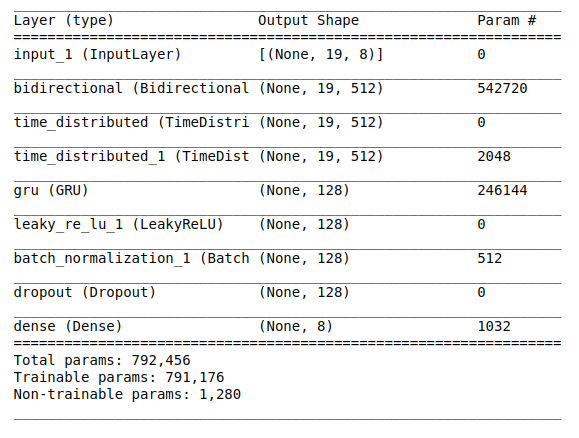 Layer (type) Output Shape Param #
input_1 (InputLayer) [(None, 19, 8)] 0
bidirectional (Bidirectional (None, 19, 512) 542720
time_distributed (TimeDistri (None, 19, 512) 0
time_distributed_1 (TimeDist (None, 19, 512) 2048
gru (GRU) (None, 128) 246144
leaky_re_lu_1 (LeakyReLU) (None, 128) 0
batch_normalization_1 (Batch (None, 128) 512
dropout (Dropout) (None, 128) 0
dense (Dense) (None, 8) 1032
Total params: 792,456
Trainable params: 791,176
Non-trainable params: 1,280